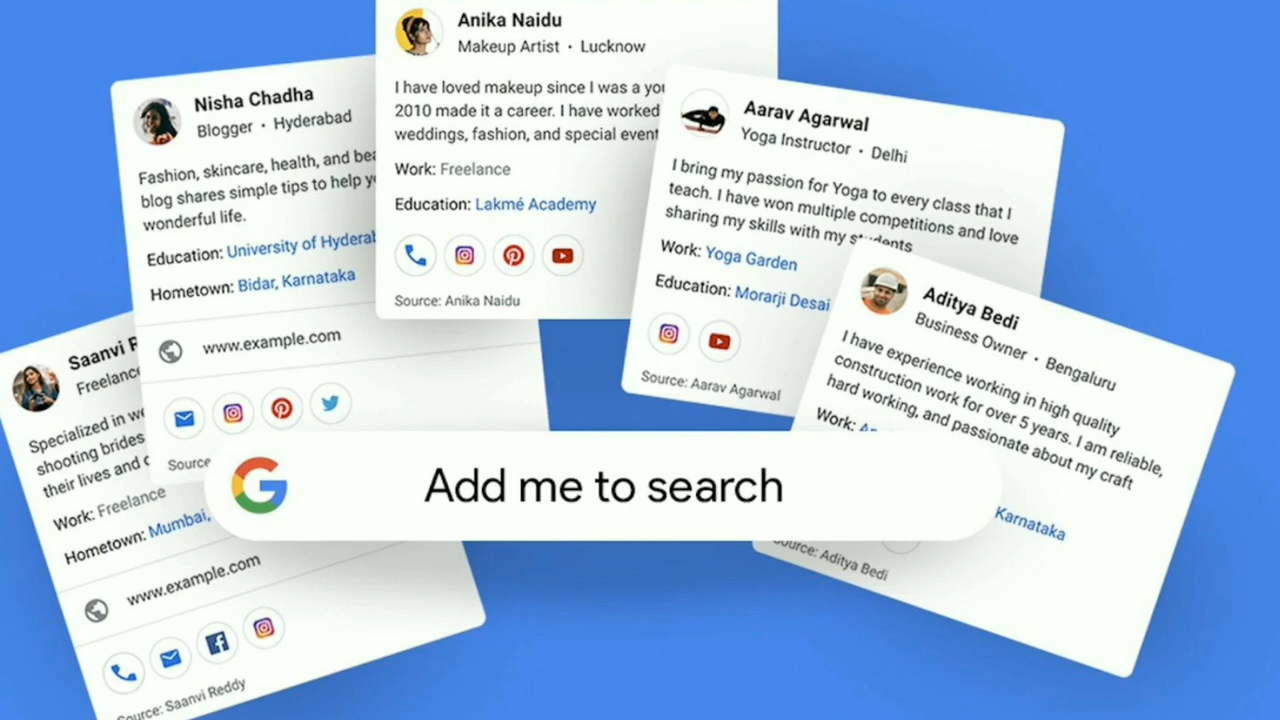 Anika Naidu
Makeup Artist · Lucknow
I have loved makeup since I was a
2010 made it a career. I have worked
weddings, fashion, and special
Work: Freelance
Education: Lakmé Academy
Source: Anika Naidu
Nisha Chadha
Blogger · Hyderabad
Fashion, skincare, health, and
blog shares simple tips to help
wonderful life.
Education: University of
Hometown: Bidar, Karnataka
www.example.com
Source
Aarav Agarwal
Yoga Instructor · Delhi
I bring my passion for Yoga to every class that I
teach. I have won multiple competitions and love
sharing my skills with my students
Work: Yoga Garden
Education: Morarji Desai
Source: Aarav Agarwal
Aditya Bedi
Business Owner · Bengaluru
I have experience working in high quality
construction work for over 5 years. I am reliable,
hard working, and passionate about my craft
Work:
Karnataka
Source: Aditya Bedi
Saanvi
Freelance
Specialized in
shooting brides
their lives and
Work: Freelance
Hometown: Mumbai,
www.example.com
Source: Saanvi Reddy
Add me to search